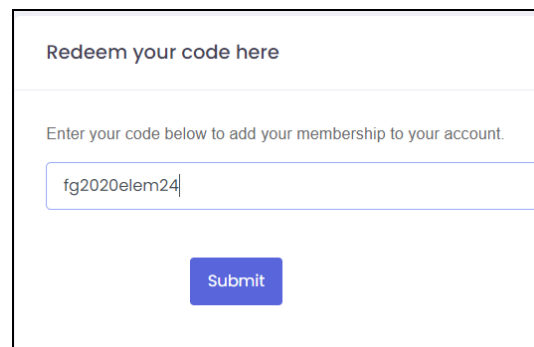 Redeem your code here
Enter your code below to add your membership to your account.
fg2020elem24
Submit